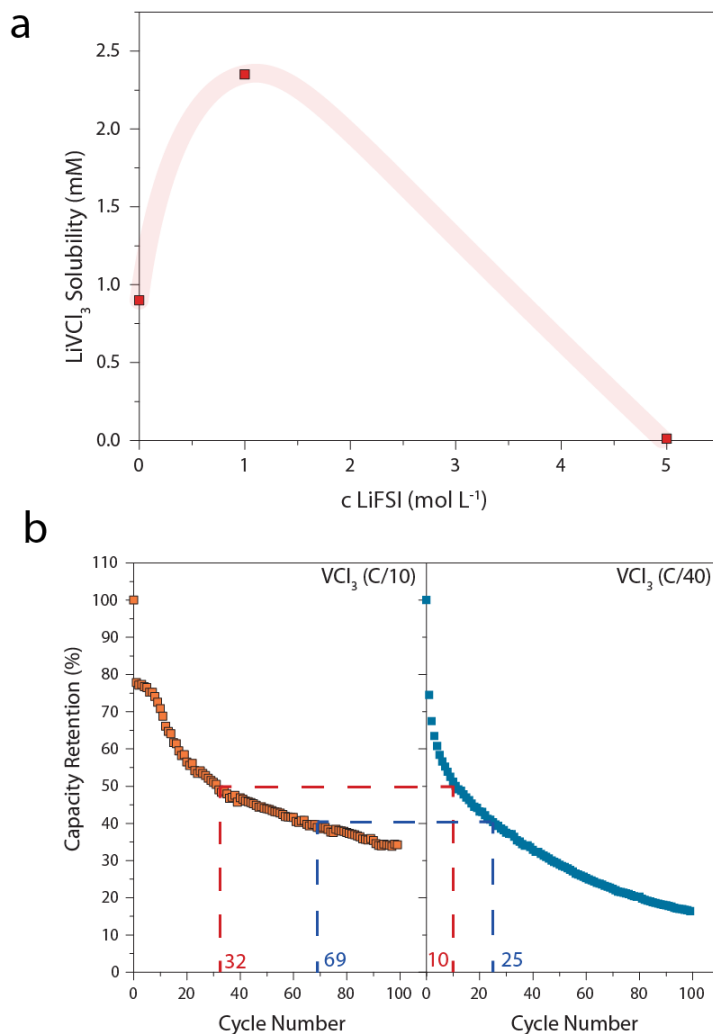 a
2.5
2.0
1.5
1.0
0.5
0.0
LiVCl₃ Solubility (mM)
0 1 2 3 4 5
c LiFSI (mol L⁻¹)
b
VCl₃ (C/10)
VCl₃ (C/40)
110
100
90
80
70
60
50
40
30
20
10
0
Capacity Retention (%)
32 69
10 25
0 20 40 60 80 100
0 20 40 60 80 100
Cycle Number
Cycle Number